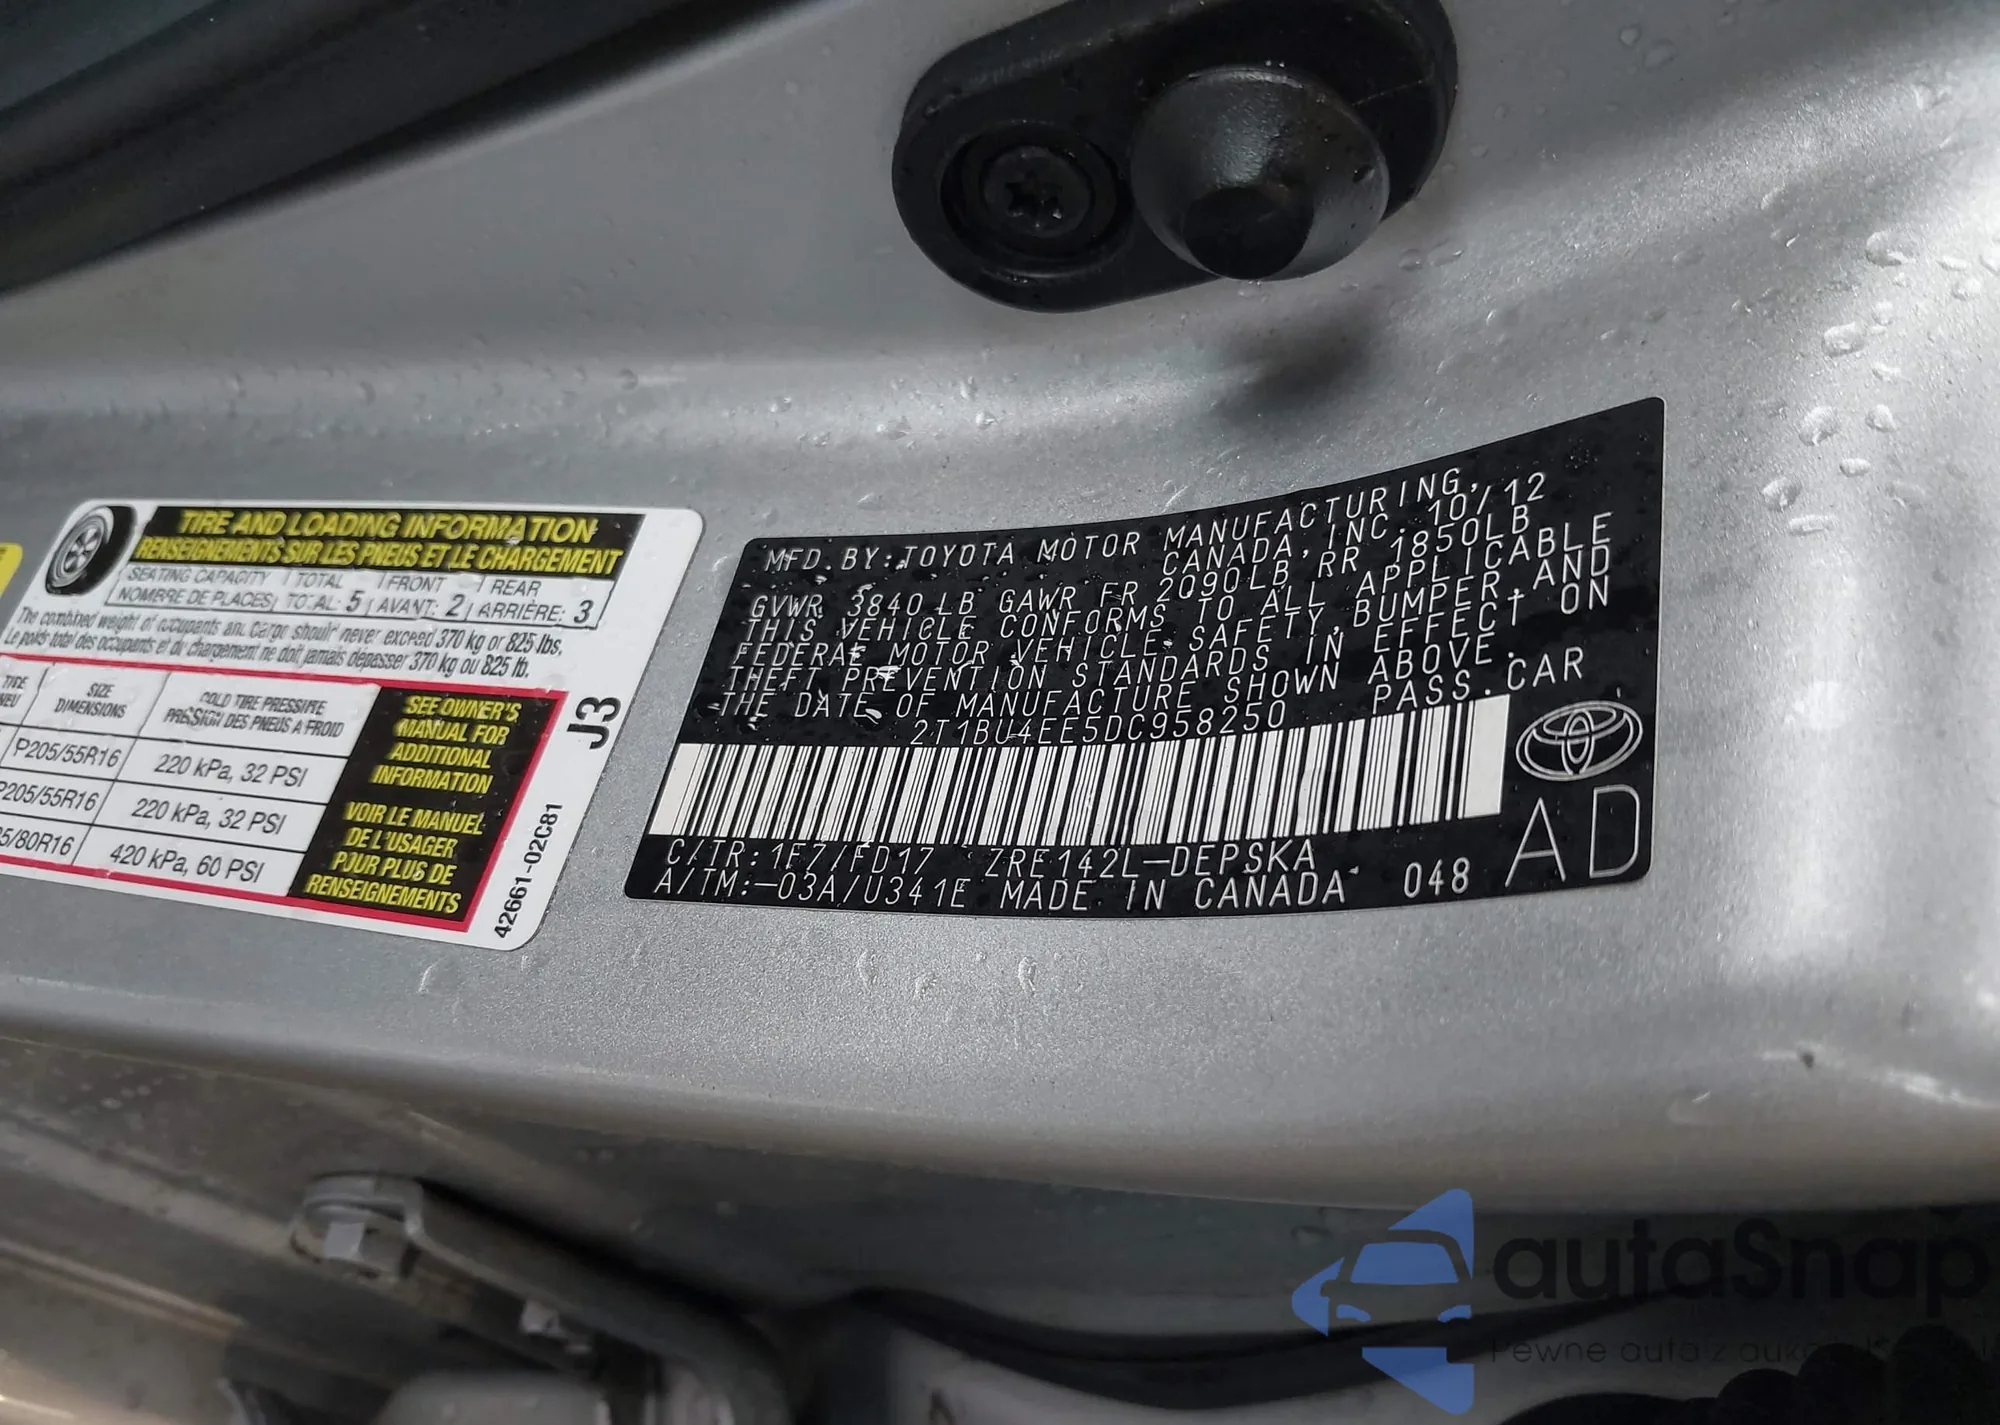 TIRE AND LOADING INFORMATION
RENSEIGNEMENTS SUR LES PNEUS ET LE CHARGEMENT
SEATING CAPACITY TOTAL FRONT REAR
NOMBRE DE PLACES TOTAL: 5 AVANT: 2 ARRIÈRE: 3
The combined weight of occupants and cargo should never exceed 370 kg or 825 lbs.
Le poids total des occupants et du chargement ne doit jamais dépasser 370 kg ou 825 lb.
TIRE SIZE COLD TIRE PRESSURE
DIMENSIONS PRESSION DES PNEUS A FROID
P205/55R16 220 kPa, 32 PSI
P205/55R16 220 kPa, 32 PSI
5/80R16 420 kPa, 60 PSI
SEE OWNER'S
MANUAL FOR
ADDITIONAL
INFORMATION
VOIR LE MANUEL
DE L'USAGER
POUR PLUS DE
RENSEIGNEMENTS
J3
42661-02C81
MFD. BY: TOYOTA MOTOR MANUFACTURING,
CANADA, INC. 10/12
GVWR 3840LB GAWR FR 2090LB RR 1850LB
THIS VEHICLE CONFORMS TO ALL APPLICABLE
FEDERAL MOTOR VEHICLE SAFETY, BUMPER, AND
THEFT PREVENTION STANDARDS IN EFFECT ON
THE DATE OF MANUFACTURE SHOWN ABOVE.
2T1BU4EE5DC958250 PASS. CAR
C/TR: 1F7/FD17 ZRE142L-DEPSKA
A/TM:-03A/U341E MADE IN CANADA 048
AD
autaSnap
Pewne auta z